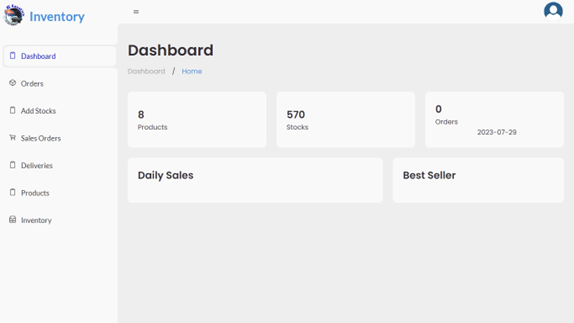 Inventory
Dashboard
Orders
Add Stocks
Sales Orders
Deliveries
Products
Inventory
Dashboard
Dashboard / Home
8
Products
570
Stocks
0
Orders
2023-07-29
Daily Sales
Best Seller